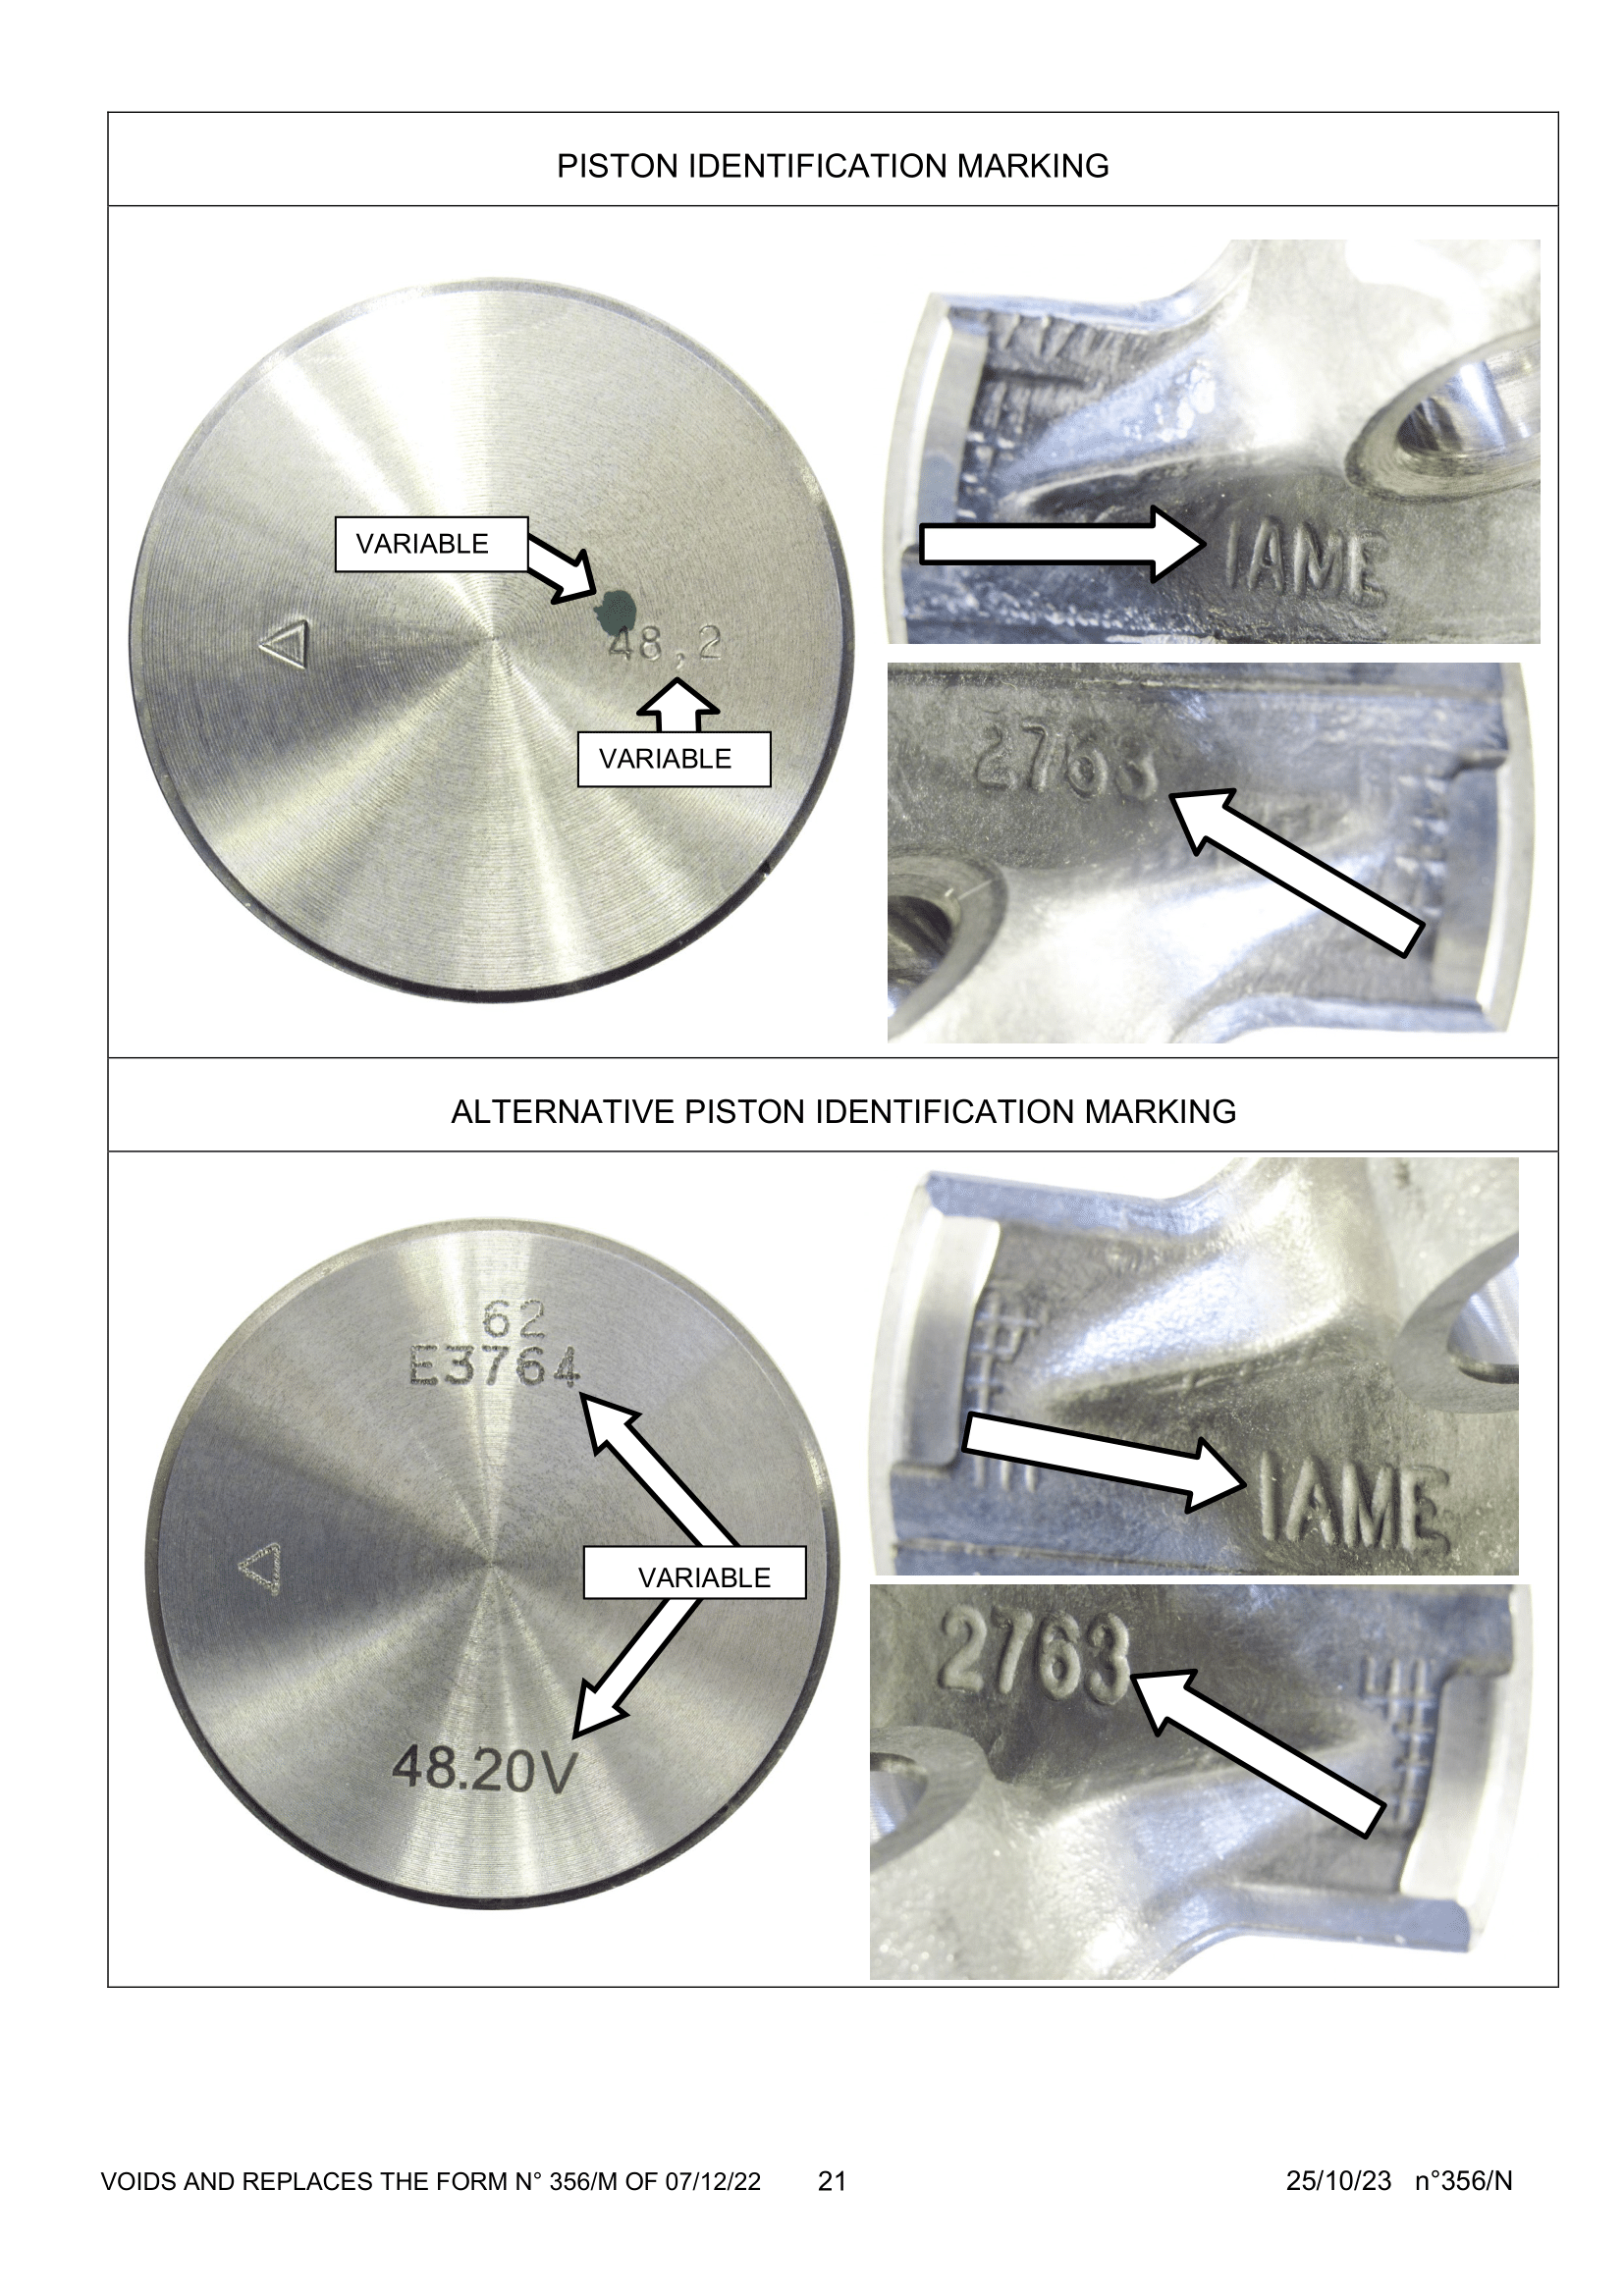 PISTON IDENTIFICATION MARKING
VARIABLE
48,2
VARIABLE
IAME
2763
ALTERNATIVE PISTON IDENTIFICATION MARKING
62
E3764
VARIABLE
48.20V
IAME
2763
VOIDS AND REPLACES THE FORM N° 356/M OF 07/12/22 21 25/10/23 n°356/N